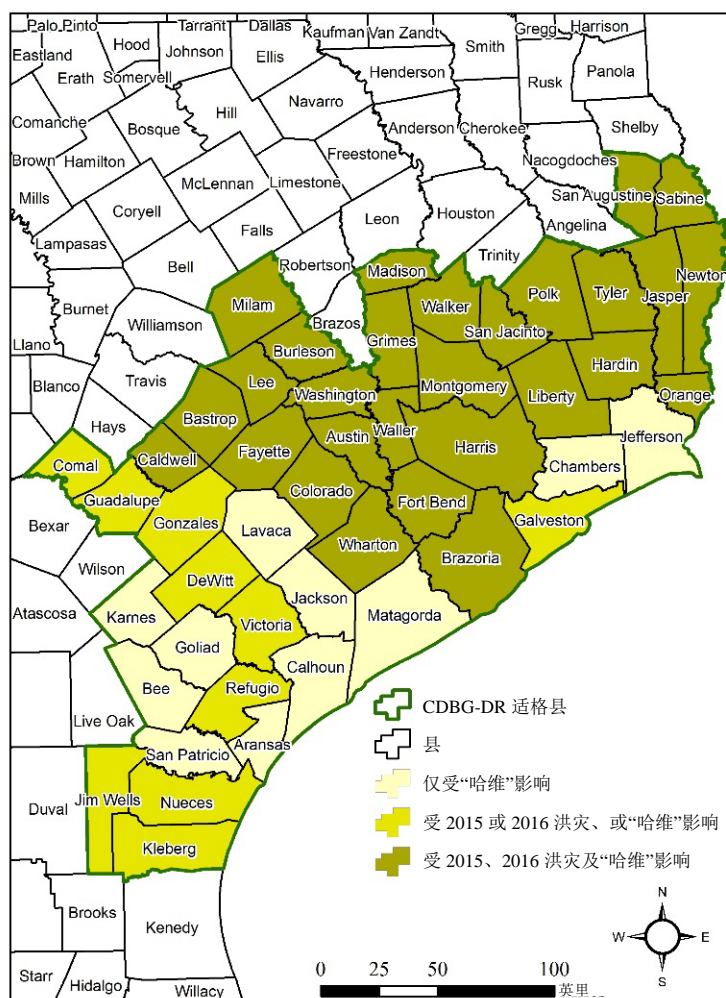 Palo Pinto
Tarrant
Dallas
Kaufman
Van Zandt
Gregg
Harrison
Eastland
Hood
Johnson
Ellis
Smith
Erath
Somervell
Henderson
Rusk
Panola
Comanche
Bosque
Hill
Navarro
Anderson
Cherokee
Shelby
Brown
Hamilton
Freestone
Nacogdoches
Mills
McLennan
Limestone
San Augustine
Sabine
Coryell
Leon
Houston
Angelina
Lampasas
Falls
Trinity
Bell
Robertson
Madison
Newton
Burnet
Milam
Walker
Polk
Tyler
Jasper
Llano
Williamson
Brazos
Grimes
San Jacinto
Burleson
Blanco
Travis
Lee
Washington
Montgomery
Liberty
Hardin
Orange
Hays
Bastrop
Austin
Waller
Harris
Jefferson
Comal
Caldwell
Fayette
Chambers
Guadalupe
Colorado
Fort Bend
Bexar
Gonzales
Lavaca
Galveston
Wharton
Brazoria
Wilson
DeWitt
Jackson
Matagorda
Atascosa
Karnes
Victoria
Goliad
Calhoun
Bee
Refugio
Live Oak
San Patricio
Aransas
Duval
Jim Wells
Nueces
Kleberg
Brooks
Kenedy
Starr
Hidalgo
Willacy
CDBG-DR 适格县
县
仅受“哈维”影响
受 2015 或 2016 洪灾、或“哈维”影响
受 2015、2016 洪灾及“哈维”影响
N
W
E
S
0 25 50 100
英里